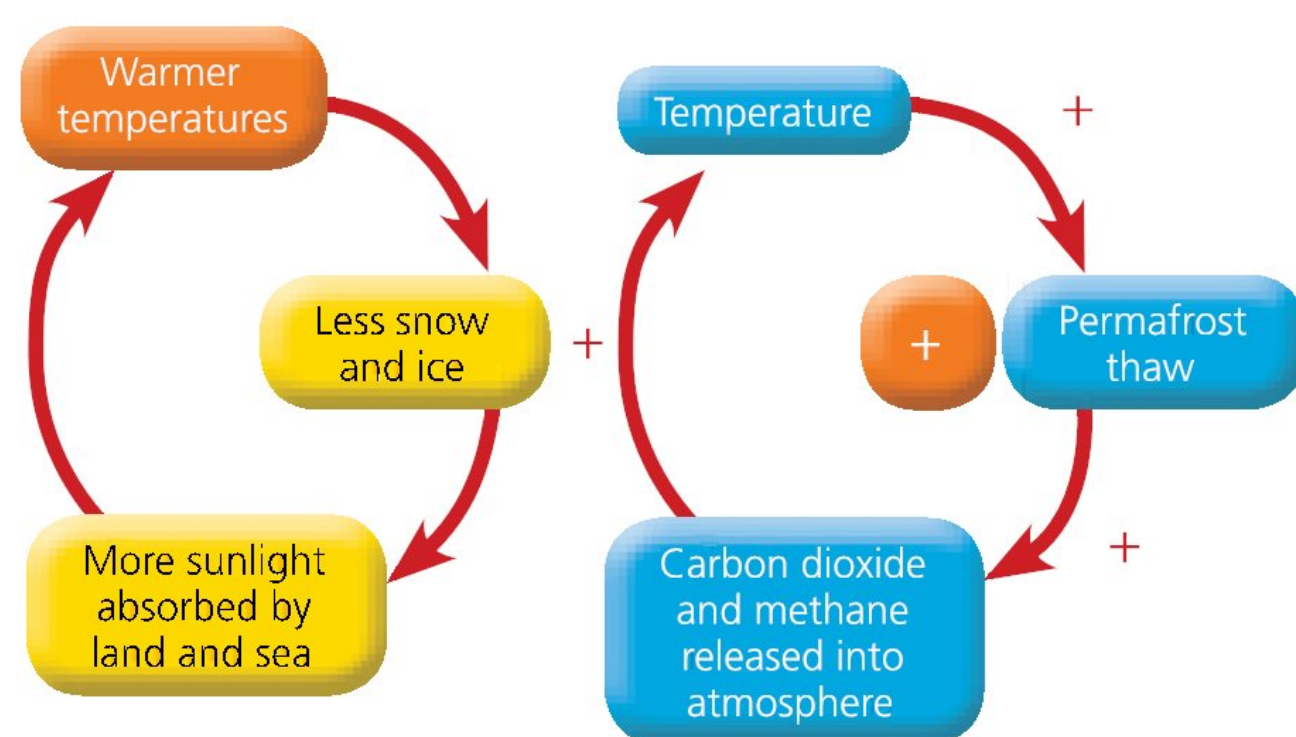 Warmer
temperatures
Less snow
and ice
More sunlight
absorbed by
land and sea
Temperature
+
Permafrost
thaw
+
+
Carbon dioxide
and methane
released into
atmosphere
+